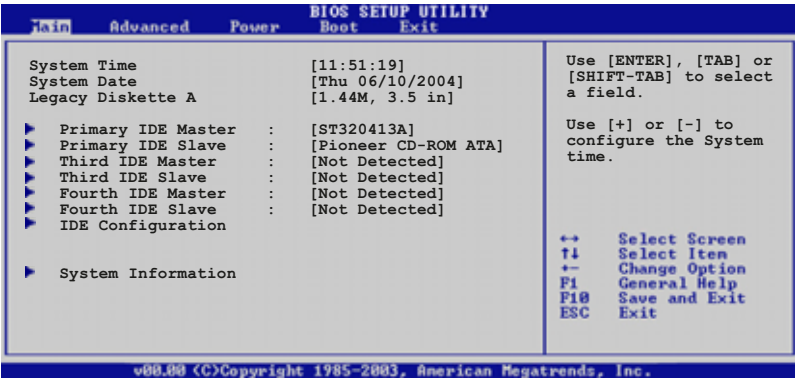 BIOS SETUP UTILITY
Main Advanced Power Boot Exit
System Time [11:51:19]
System Date [Thu 06/10/2004]
Legacy Diskette A [1.44M, 3.5 in]
Primary IDE Master : [ST320413A]
Primary IDE Slave : [Pioneer CD-ROM ATA]
Third IDE Master : [Not Detected]
Third IDE Slave : [Not Detected]
Fourth IDE Master : [Not Detected]
Fourth IDE Slave : [Not Detected]
IDE Configuration
System Information
Use [ENTER], [TAB] or
[SHIFT-TAB] to select
a field.
Use [+] or [-] to
configure the System
time.
↔ Select Screen
↑↓ Select Item
+- Change Option
F1 General Help
F10 Save and Exit
ESC Exit
v00.00 (C)Copyright 1985-2003, American Megatrends, Inc.